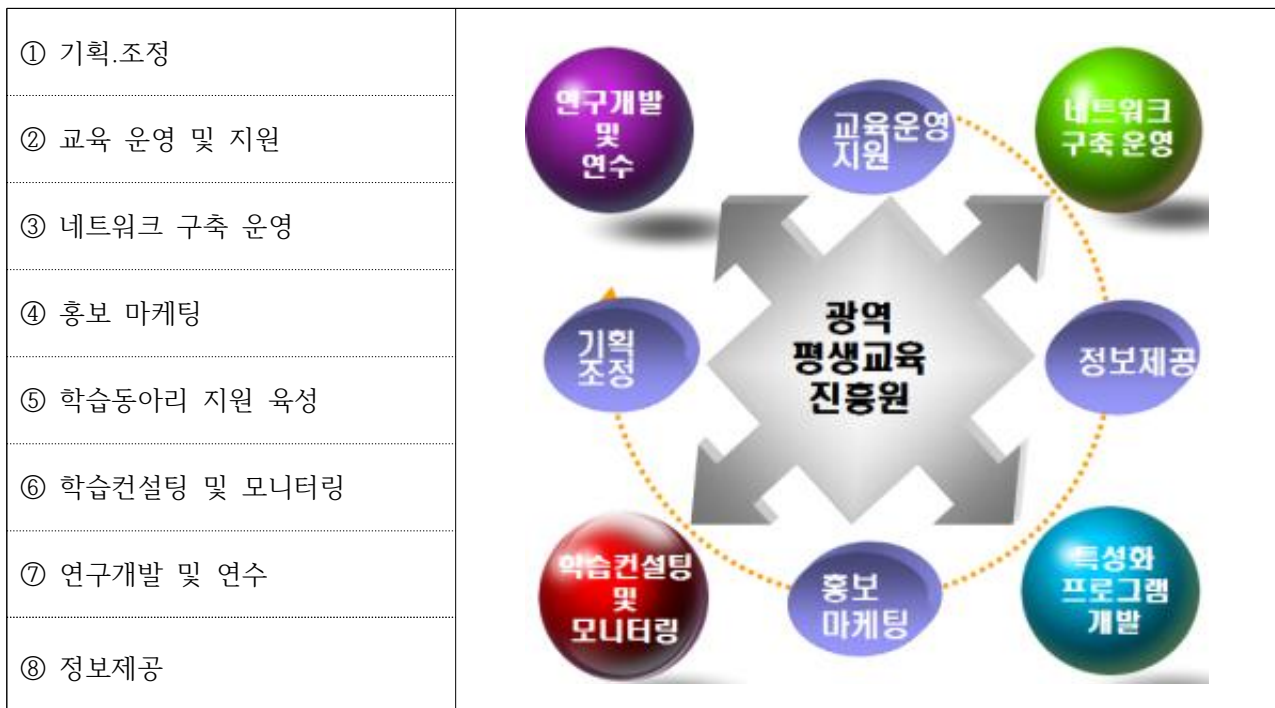 ① 기획.조정
② 교육 운영 및 지원
③ 네트워크 구축 운영
④ 홍보 마케팅
⑤ 학습동아리 지원 육성
⑥ 학습컨설팅 및 모니터링
⑦ 연구개발 및 연수
⑧ 정보제공
연구개발
및
연수
교육운영
지원
네트워크
구축 운영
기획
조정
광역
평생교육
진흥원
정보제공
학습컨설팅
및
모니터링
홍보
마케팅
특성화
프로그램
개발